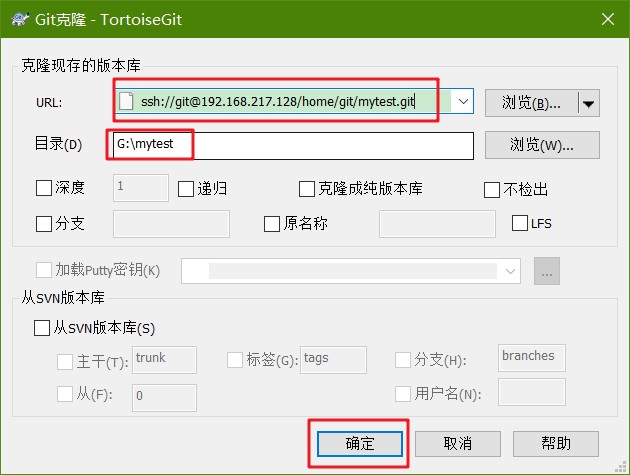 Git克隆 - TortoiseGit
克隆现存的版本库
URL: ssh://git@192.168.217.128/home/git/mytest.git 浏览(B)...
目录(D) G:\mytest 浏览(W)...
深度 1 递归 克隆成纯版本库 不检出
分支 原名称 LFS
加载Putty密钥(K) ...
从SVN版本库
从SVN版本库(S)
主干(T): trunk 标签(G): tags 分支(H): branches
从(F): 0 用户名(N):
确定 取消 帮助